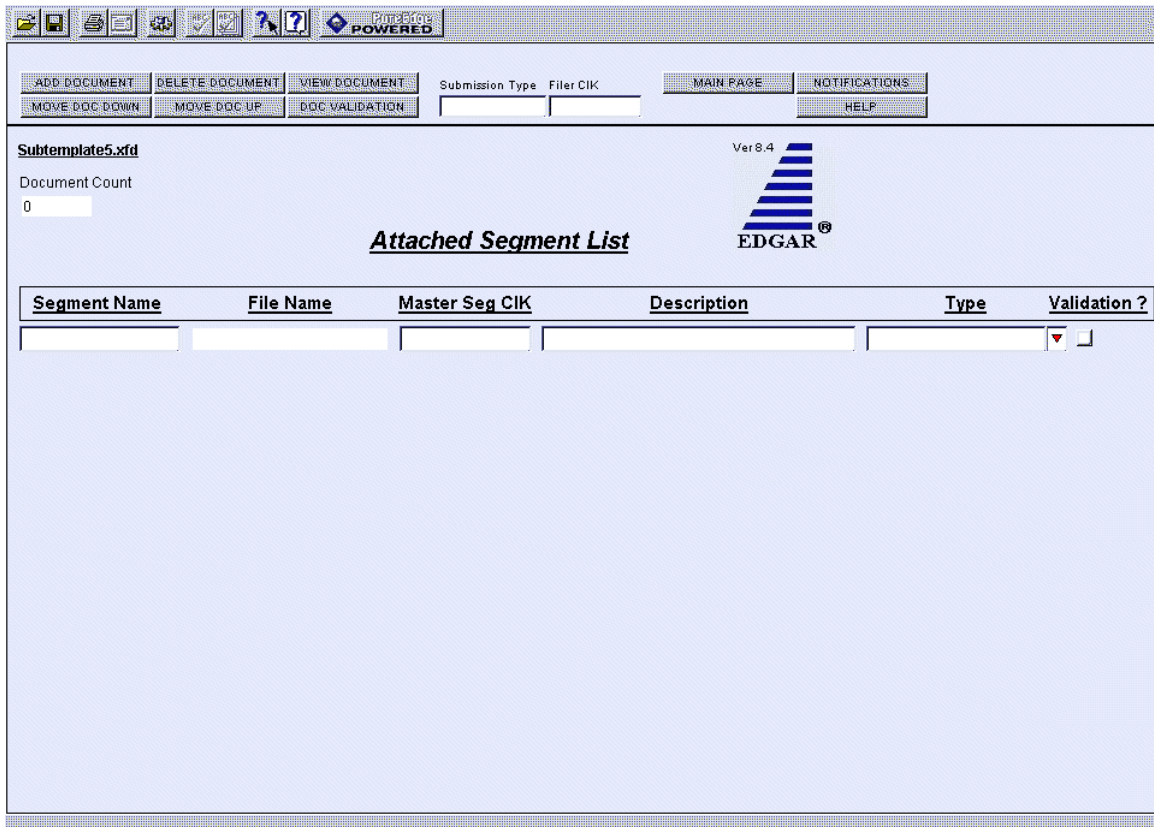 PureEdge
POWERED
ADD DOCUMENT DELETE DOCUMENT VIEW DOCUMENT Submission Type Filer CIK MAIN PAGE NOTIFICATIONS
MOVE DOC DOWN MOVE DOC UP DOC VALIDATION HELP
Subtemplate5.xfd
Ver 8.4
Document Count
0
Attached Segment List
EDGAR ®
Segment Name File Name Master Seg CIK Description Type Validation ?